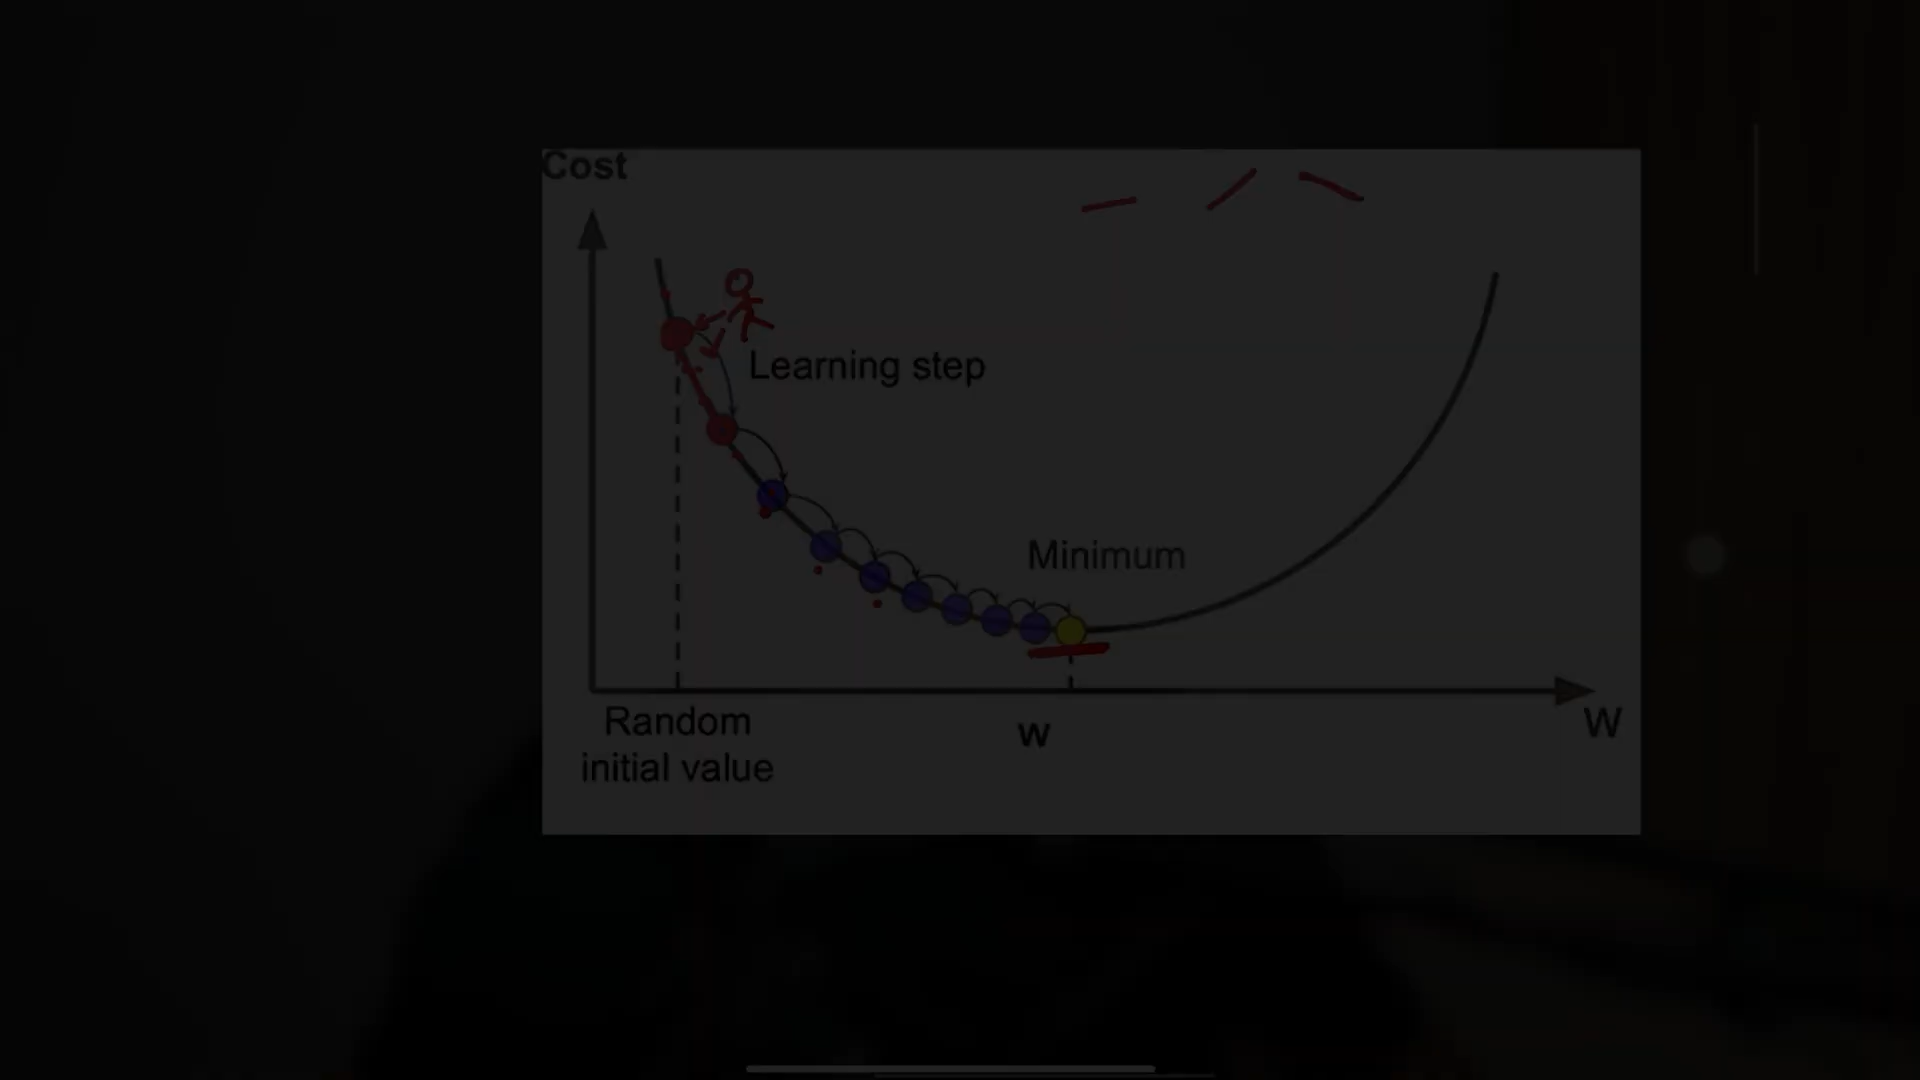 Cost
Learning step
Minimum
Random
initial value
w
W